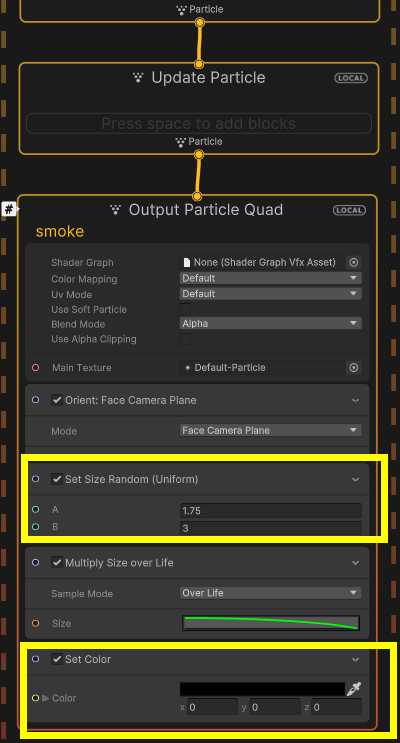 Particle
Update Particle
LOCAL
Press space to add blocks
Particle
#
Output Particle Quad
LOCAL
smoke
Shader Graph
None (Shader Graph Vfx Asset)
Color Mapping
Default
Uv Mode
Default
Use Soft Particle
Blend Mode
Alpha
Use Alpha Clipping
Main Texture
Default-Particle
Orient: Face Camera Plane
Mode
Face Camera Plane
Set Size Random (Uniform)
A
1.75
B
3
Multiply Size over Life
Sample Mode
Over Life
Size
Set Color
Color
x 0 y 0 z 0